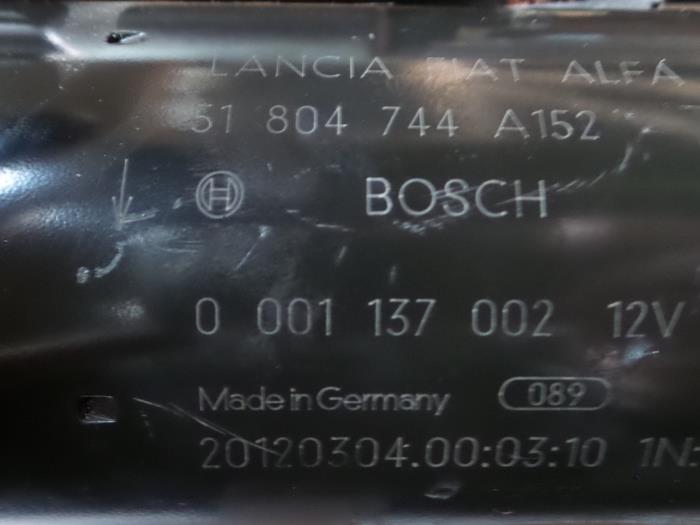 LANCIA FIAT ALFA
51 804 744 A152
BOSCH
0 001 137 002 12V
Made in Germany 089
20120304.00:03:10 1N: